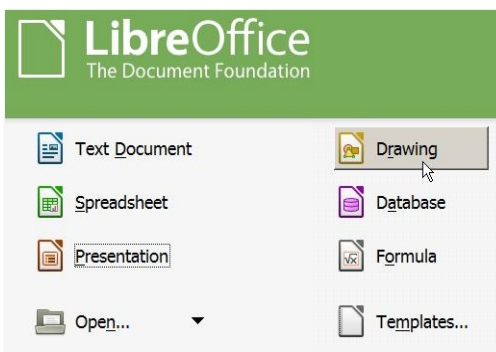 LibreOffice
The Document Foundation
Text Document
Drawing
Spreadsheet
Database
Presentation
Formula
Open...
Templates...